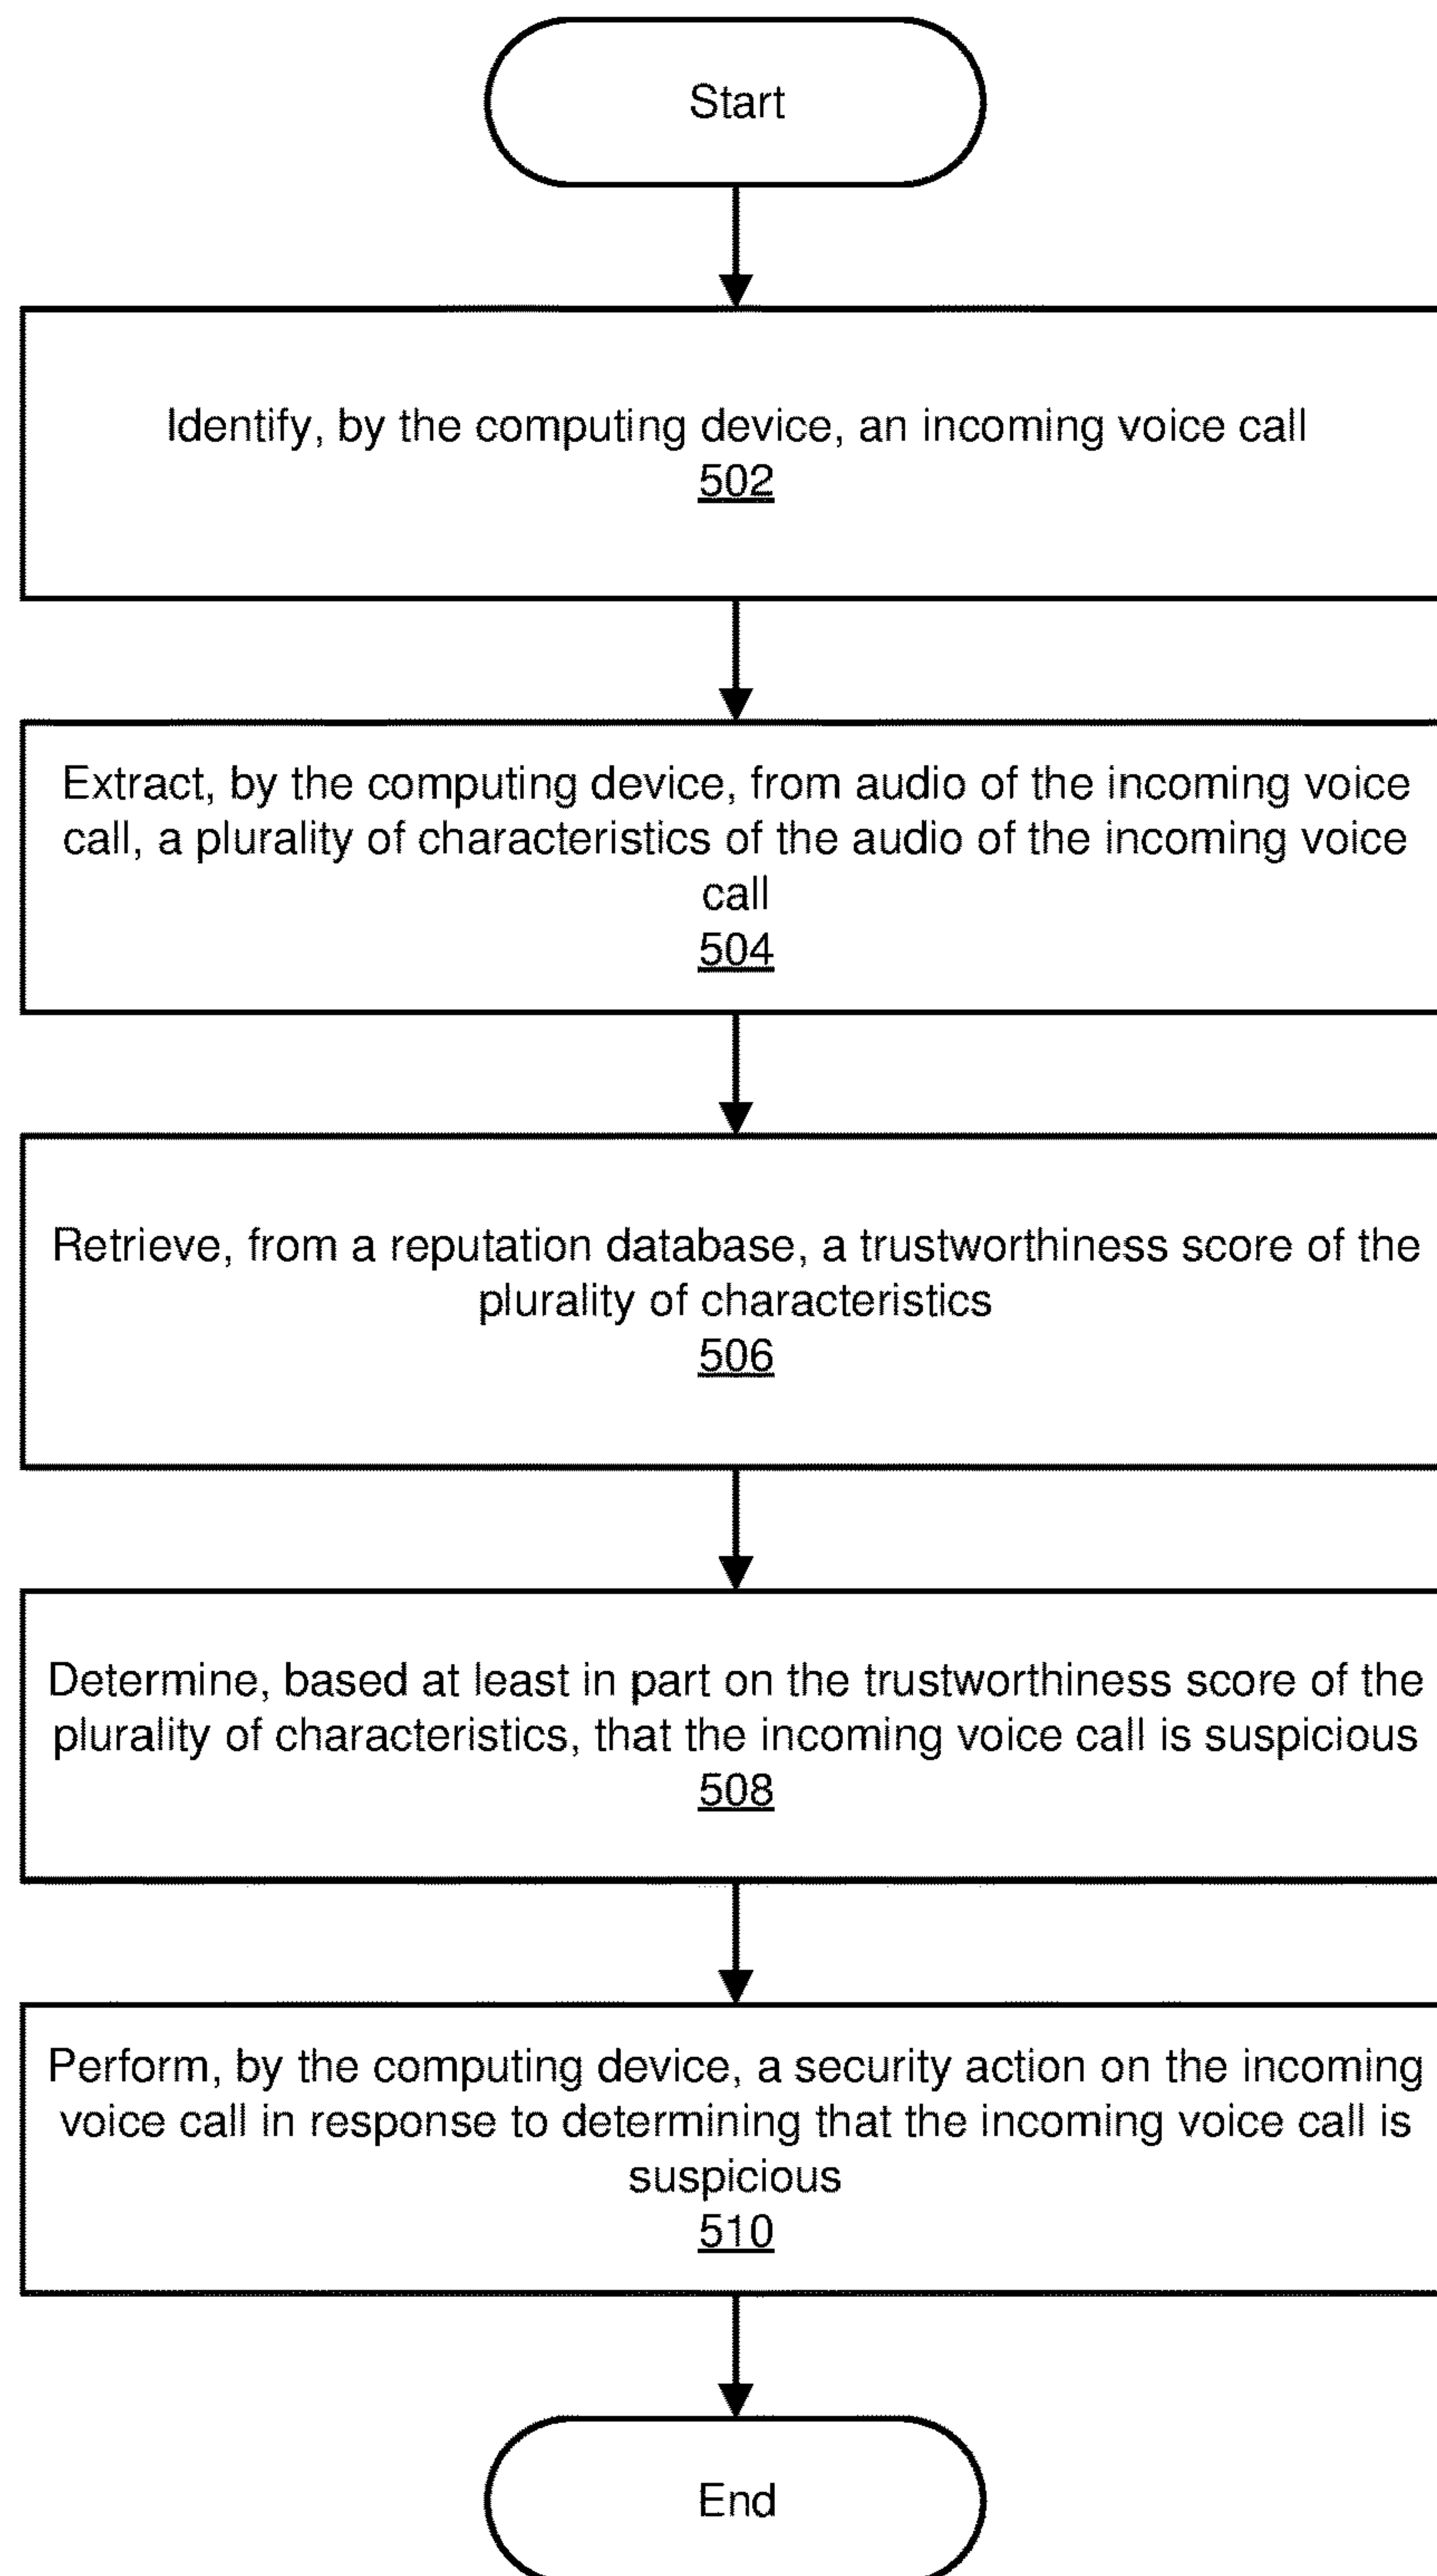 Start
Identify, by the computing device, an incoming voice call
502
Extract, by the computing device, from audio of the incoming voice
call, a plurality of characteristics of the audio of the incoming voice
call
504
Retrieve, from a reputation database, a trustworthiness score of the
plurality of characteristics
506
Determine, based at least in part on the trustworthiness score of the
plurality of characteristics, that the incoming voice call is suspicious
508
Perform, by the computing device, a security action on the incoming
voice call in response to determining that the incoming voice call is
suspicious
510
End